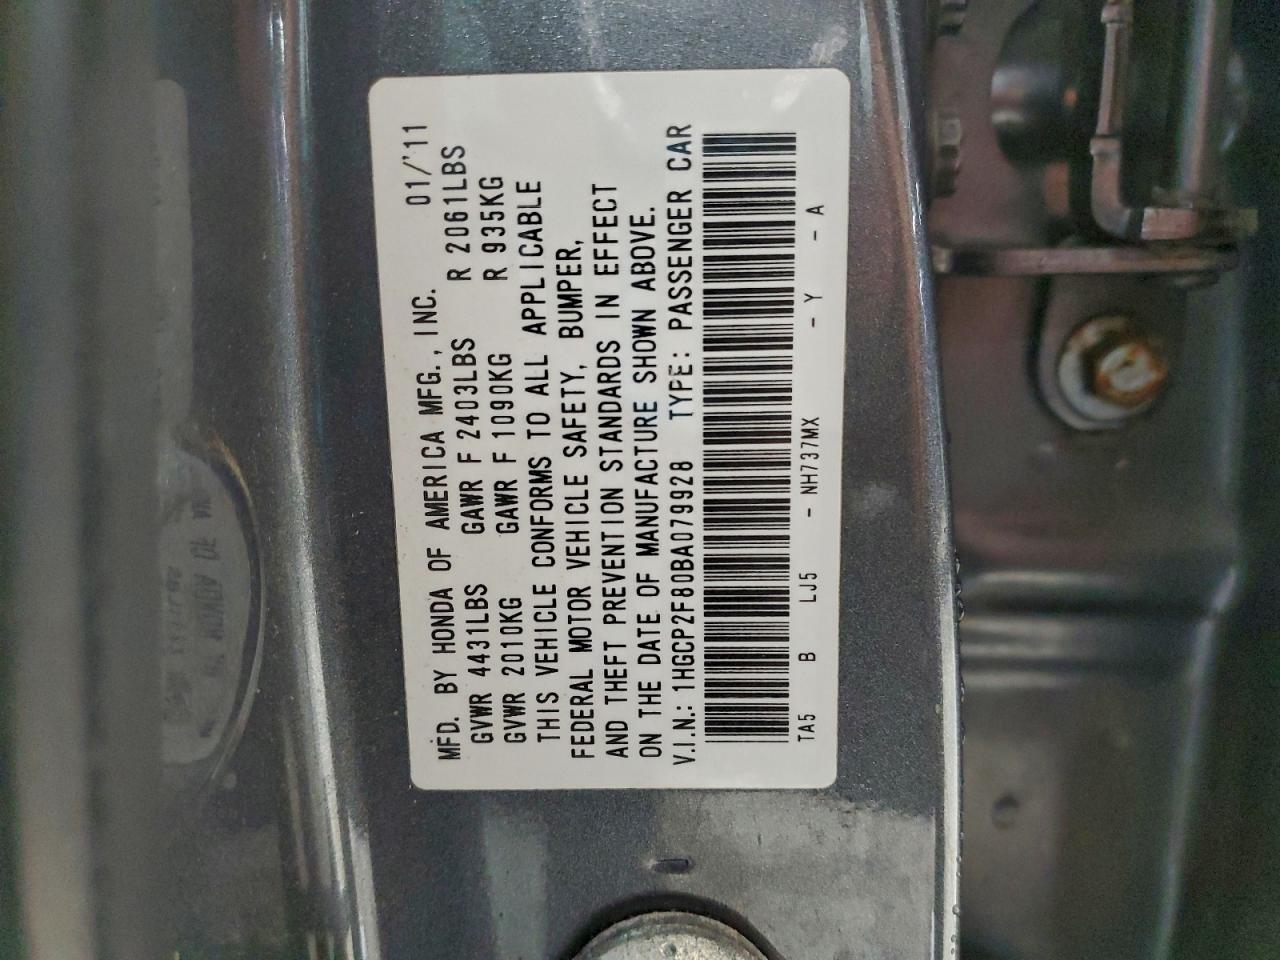 MFD. BY HONDA OF AMERICA MFG., INC. 01/'11
GVWR 4431LBS GAWR F 2403LBS R 2061LBS
GVWR 2010KG GAWR F 1090KG R 935KG
THIS VEHICLE CONFORMS TO ALL APPLICABLE
FEDERAL MOTOR VEHICLE SAFETY, BUMPER,
AND THEFT PREVENTION STANDARDS IN EFFECT
ON THE DATE OF MANUFACTURE SHOWN ABOVE.
V.I.N.: 1HGCP2F80BA079928 TYPE: PASSENGER CAR
TA5 B LJ5 - NH737MX - Y - A